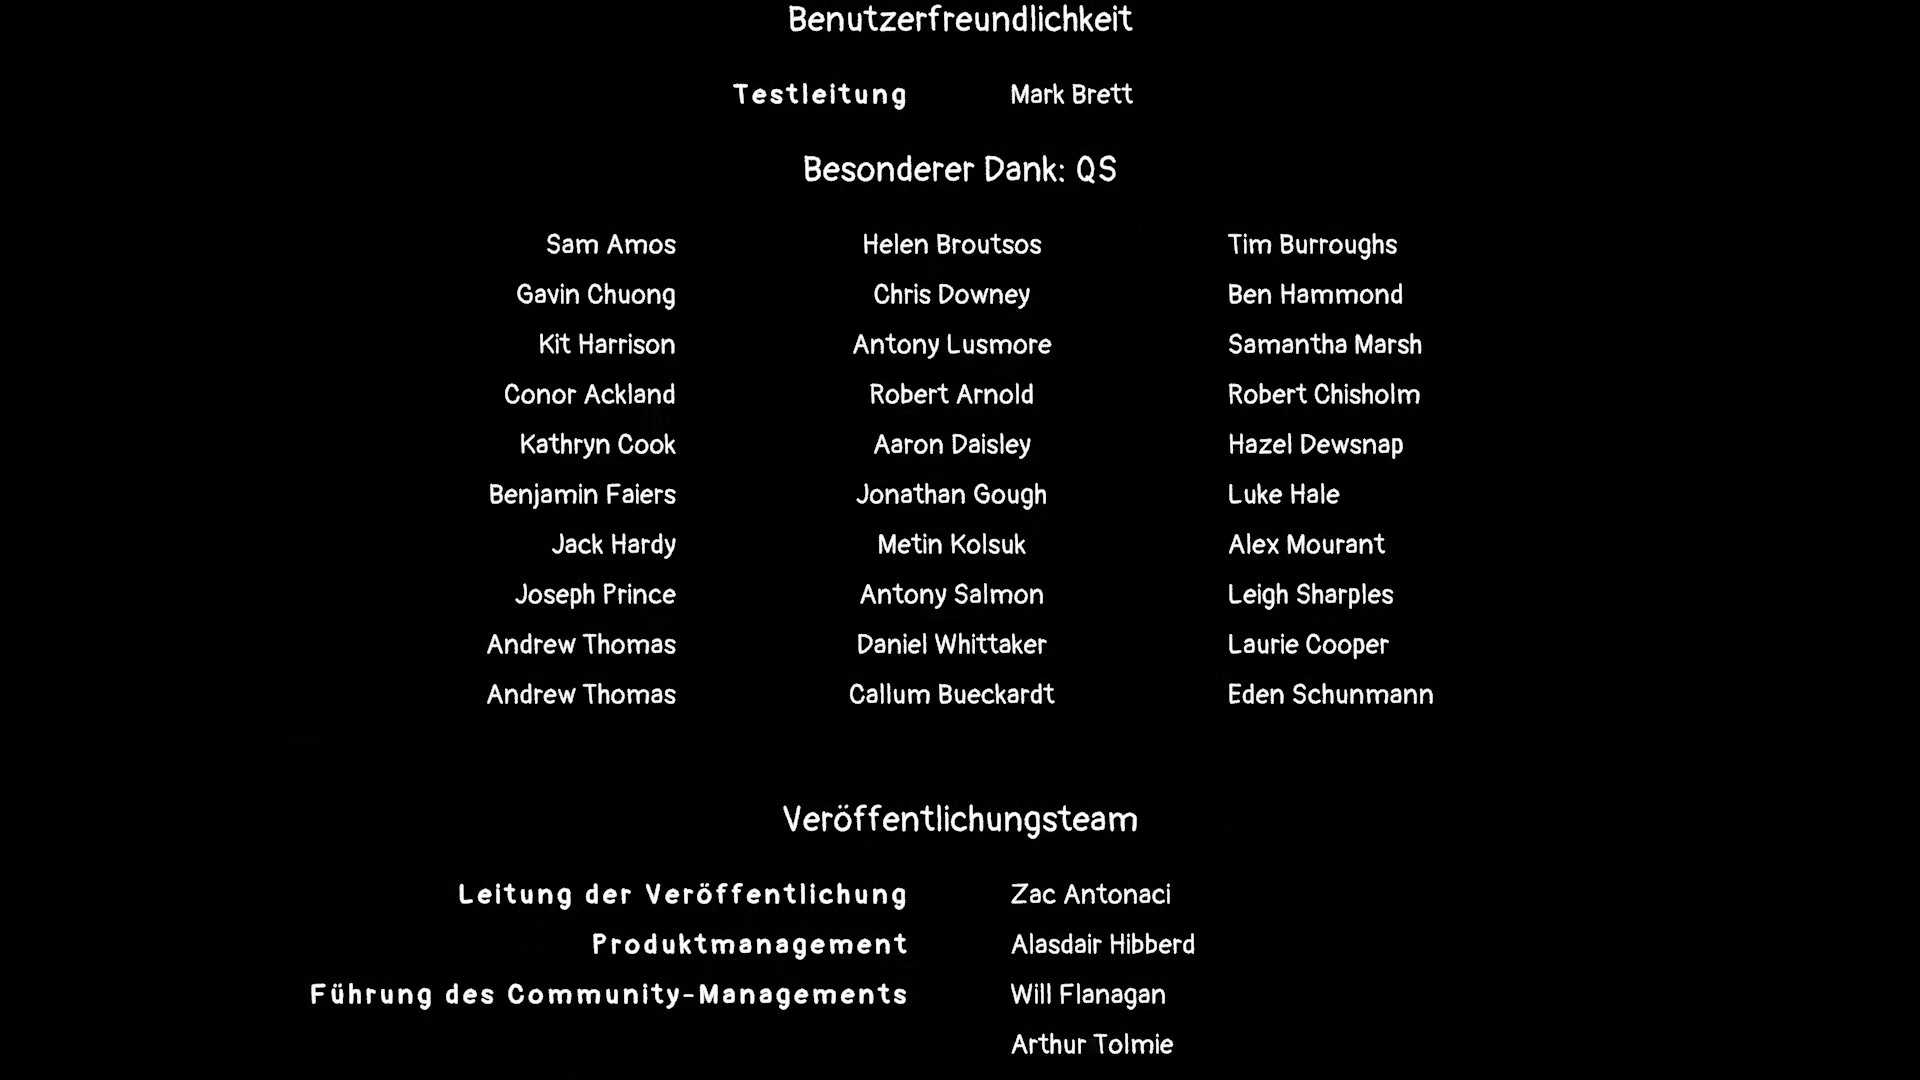 Benutzerfreundlichkeit
Testleitung Mark Brett
Besonderer Dank: QS
Sam Amos Helen Broutsos Tim Burroughs
Gavin Chuong Chris Downey Ben Hammond
Kit Harrison Antony Lusmore Samantha Marsh
Conor Ackland Robert Arnold Robert Chisholm
Kathryn Cook Aaron Daisley Hazel Dewsnap
Benjamin Faiers Jonathan Gough Luke Hale
Jack Hardy Metin Kolsuk Alex Mourant
Joseph Prince Antony Salmon Leigh Sharples
Andrew Thomas Daniel Whittaker Laurie Cooper
Andrew Thomas Callum Bueckardt Eden Schunmann
Veröffentlichungsteam
Leitung der Veröffentlichung Zac Antonaci
Produktmanagement Alasdair Hibberd
Führung des Community-Managements Will Flanagan
Arthur Tolmie